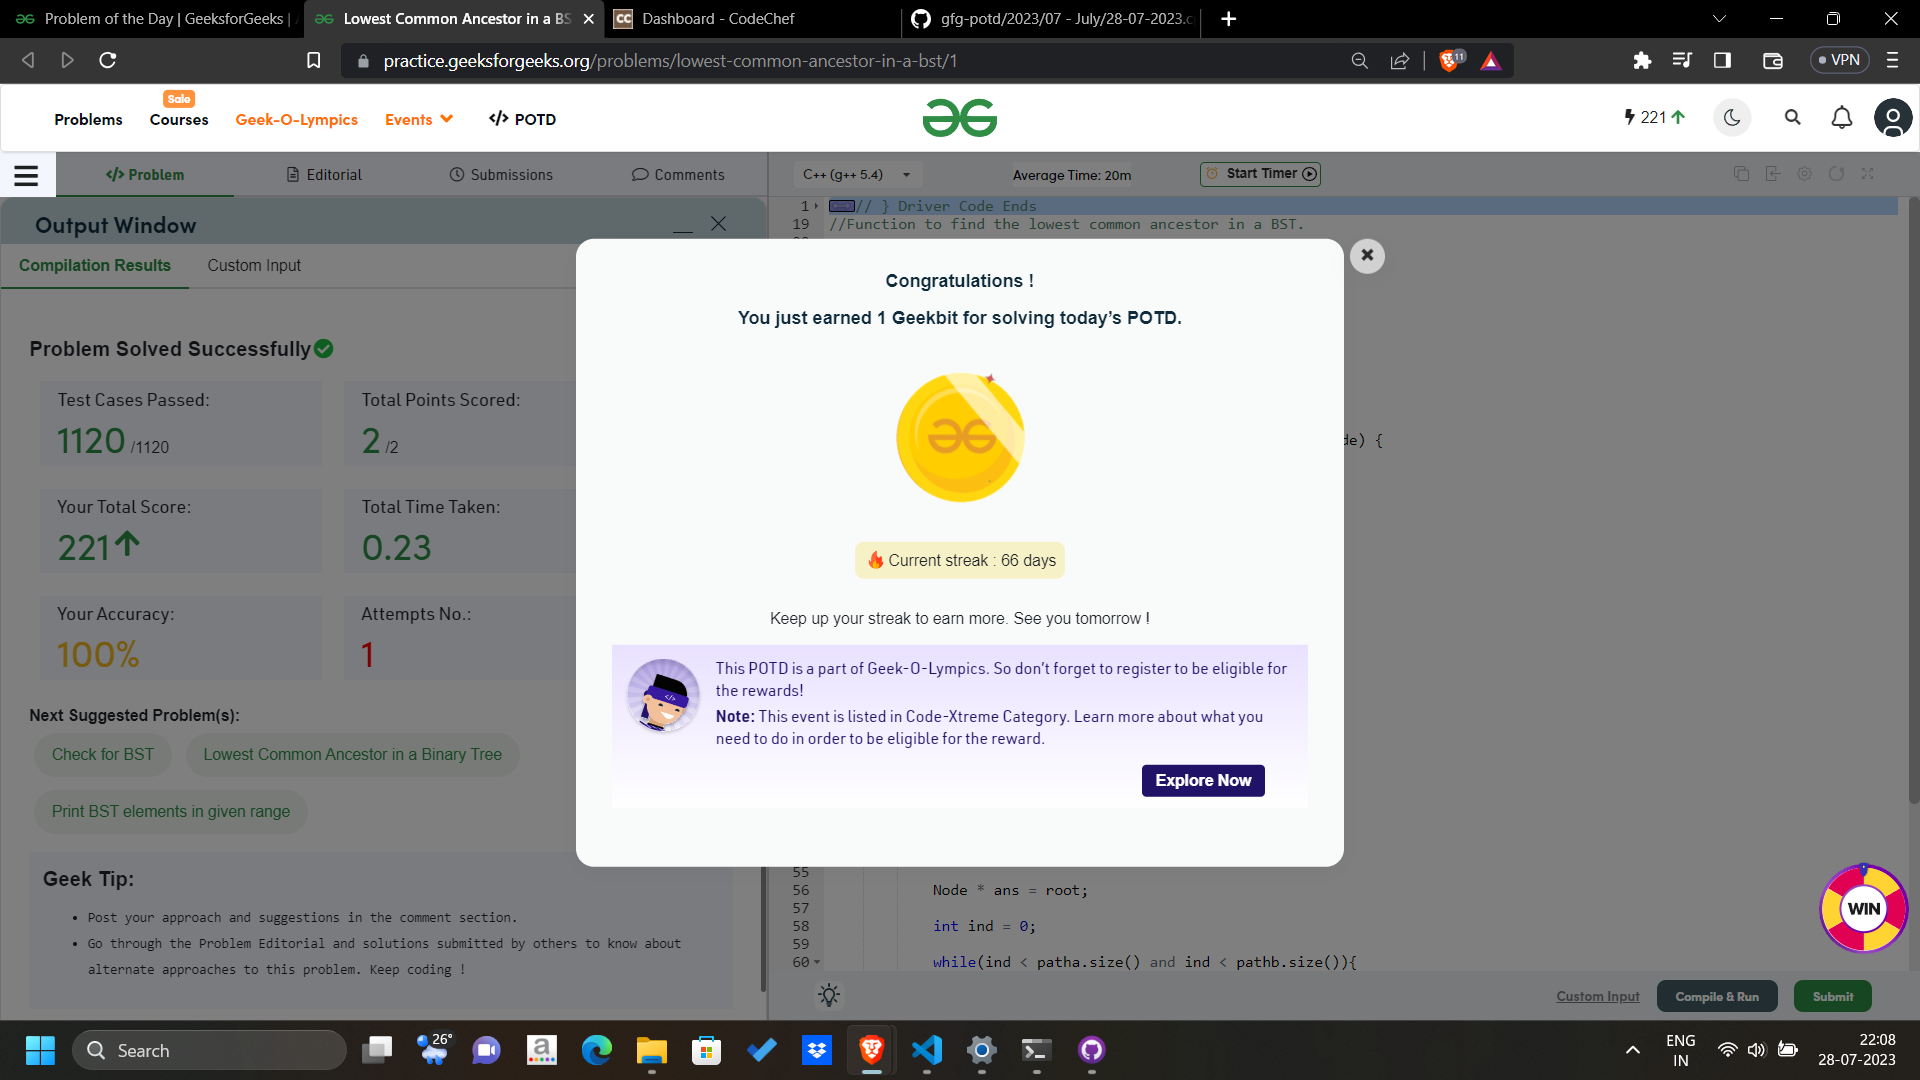 Problem of the Day | GeeksforGeeks |
Lowest Common Ancestor in a BS
CC Dashboard - CodeChef
gfg-potd/2023/07 - July/28-07-2023.c
practice.geeksforgeeks.org/problems/lowest-common-ancestor-in-a-bst/1
11
VPN
Problems
Sale
Courses
Geek-O-Lympics
Events
</> POTD
221
</> Problem
Editorial
Submissions
Comments
C++ (g++ 5.4)
Average Time: 20m
Start Timer
Output Window
Compilation Results
Custom Input
1 // } Driver Code Ends
19 //Function to find the lowest common ancestor in a BST.
de) {
Problem Solved Successfully
Test Cases Passed:
1120 /1120
Total Points Scored:
2 /2
Your Total Score:
221
Total Time Taken:
0.23
Your Accuracy:
100%
Attempts No.:
1
Next Suggested Problem(s):
Check for BST
Lowest Common Ancestor in a Binary Tree
Print BST elements in given range
Geek Tip:
• Post your approach and suggestions in the comment section.
• Go through the Problem Editorial and solutions submitted by others to know about
alternate approaches to this problem. Keep coding !
Congratulations !
You just earned 1 Geekbit for solving today’s POTD.
Current streak : 66 days
Keep up your streak to earn more. See you tomorrow !
This POTD is a part of Geek-O-Lympics. So don’t forget to register to be eligible for
the rewards!
Note: This event is listed in Code-Xtreme Category. Learn more about what you
need to do in order to be eligible for the reward.
Explore Now
55
56 Node * ans = root;
57
58 int ind = 0;
59
60 while(ind < patha.size() and ind < pathb.size()){
WIN
Custom Input
Compile & Run
Submit
Search
26°
a
ENG
IN
22:08
28-07-2023